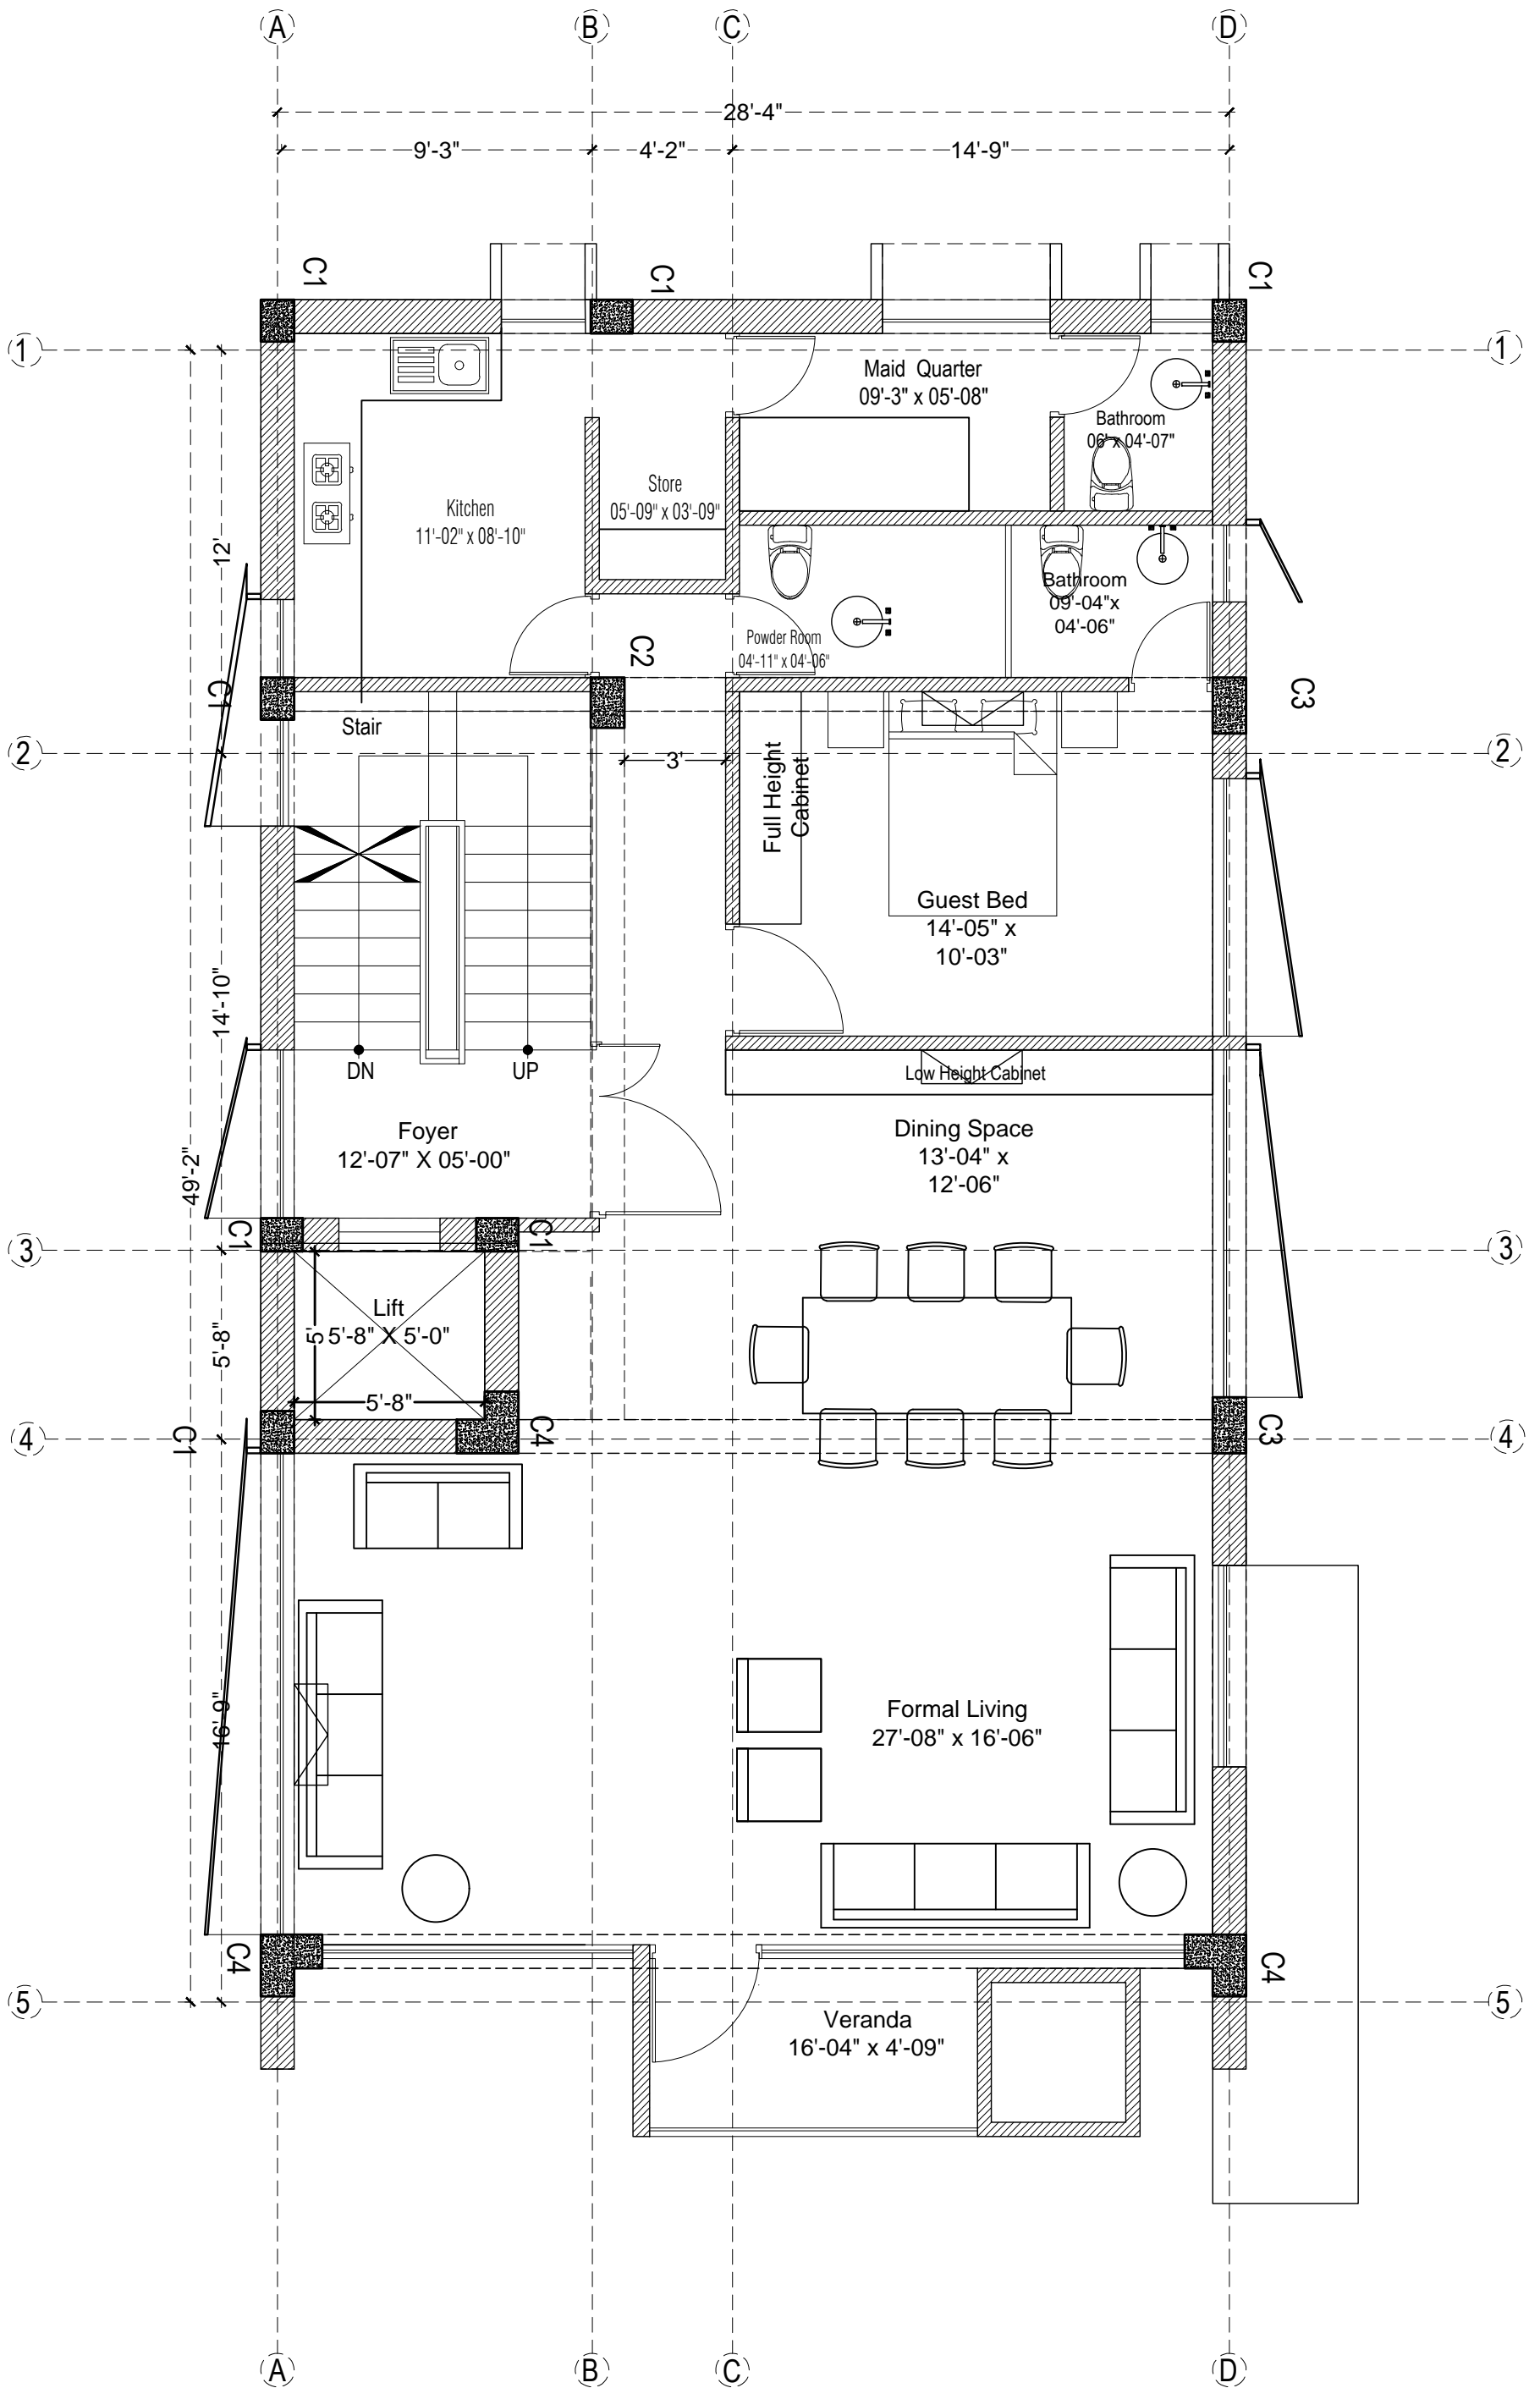 A B C D
28'-4"
9'-3" 4'-2" 14'-9"
C1 C1 C1
1 1
Maid Quarter
09'-3" x 05'-08"
Bathroom
06' x 04'-07"
Store
05'-09" x 03'-09"
Kitchen
11'-02" x 08'-10"
12'
Bathroom
09'-04"x
04'-06"
Powder Room
04'-11" x 04'-06"
C2
C1
C3
Stair
2 2
3'
Full Height
Cabinet
Guest Bed
14'-05" x
10'-03"
14'-10"
DN UP
Low Height Cabinet
Foyer
12'-07" X 05'-00"
Dining Space
13'-04" x
12'-06"
49'-2"
C1 C1
3 3
Lift
5' 5'-8" X 5'-0"
5'-8"
5'-8"
C1 C4 C3
4 4
16'-9"
Formal Living
27'-08" x 16'-06"
C4 C4
5 5
Veranda
16'-04" x 4'-09"
A B C D